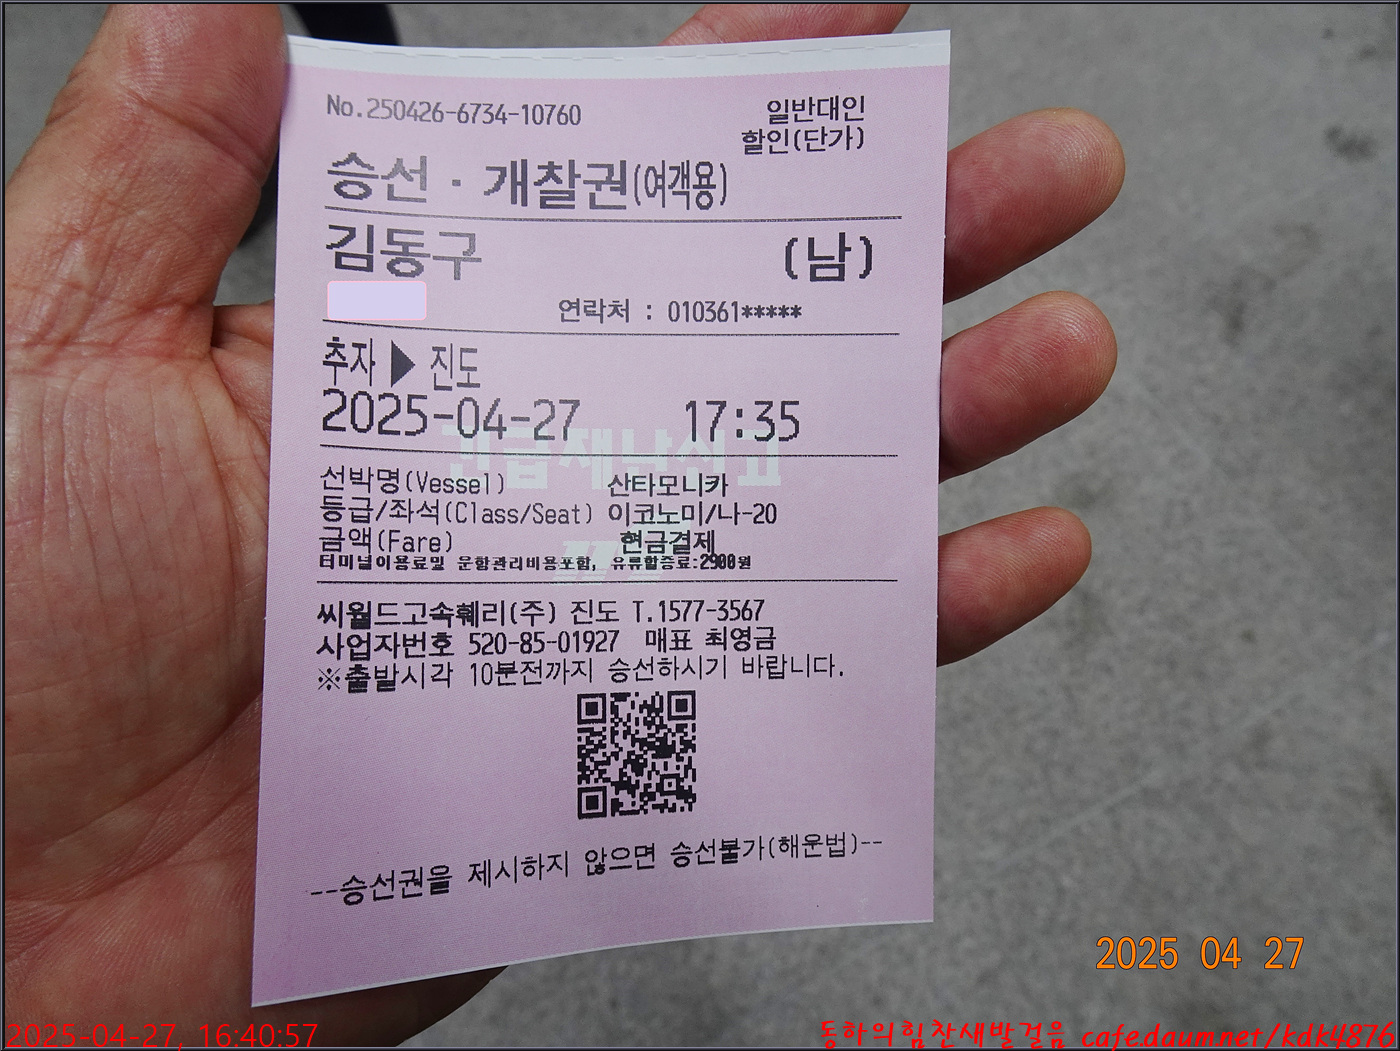 No.250426-6734-10760
일반대인
할인(단가)
승선 · 개찰권(여객용)
김동구 (남)
연락처 : 010361*****
추자 ▶ 진도
2025-04-27 17:35
긴급재난신고
선박명(Vessel) 산타모니카
등급/좌석(Class/Seat) 이코노미/나-20
금액(Fare) 현금결제
터미널이용료및 운항관리비용포함, 유류할증료:2900원
씨월드고속훼리(주) 진도 T.1577-3567
사업자번호 520-85-01927 매표 최영금
※출발시각 10분전까지 승선하시기 바랍니다.
--승선권을 제시하지 않으면 승선불가(해운법)--
2025 04 27
2025-04-27, 16:40:57
동하의힘찬새발걸음 cafe.daum.net/kdk4876